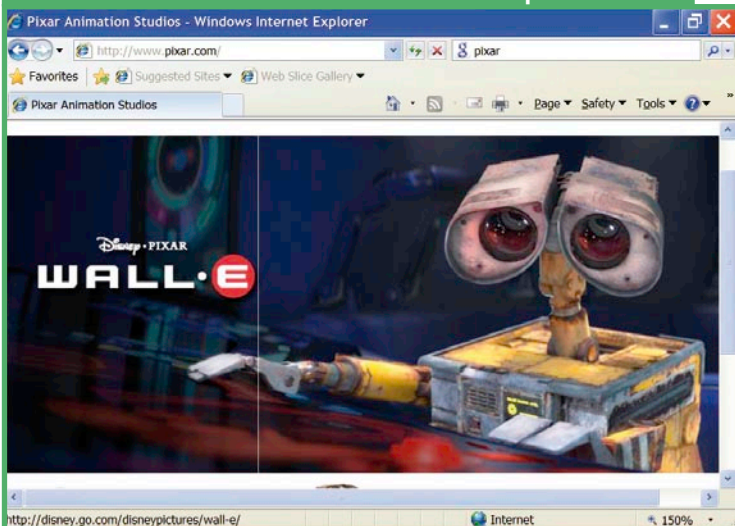 Pixar Animation Studios - Windows Internet Explorer
http://www.pixar.com/ pixar
Favorites Suggested Sites Web Slice Gallery
Pixar Animation Studios Page Safety Tools »
Disney·PIXAR
WALL·E
http://disney.go.com/disneypictures/wall-e/ Internet 150%